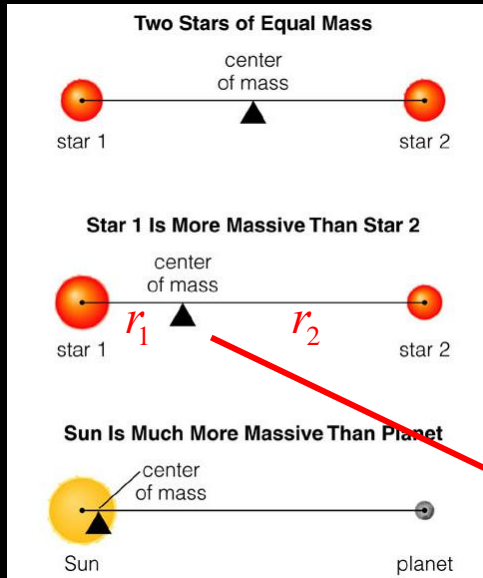 Two Stars of Equal Mass
center
of mass
star 1
star 2
Star 1 Is More Massive Than Star 2
center
of mass
r1
r2
star 1
star 2
Sun Is Much More Massive Than Planet
center
of mass
Sun
planet